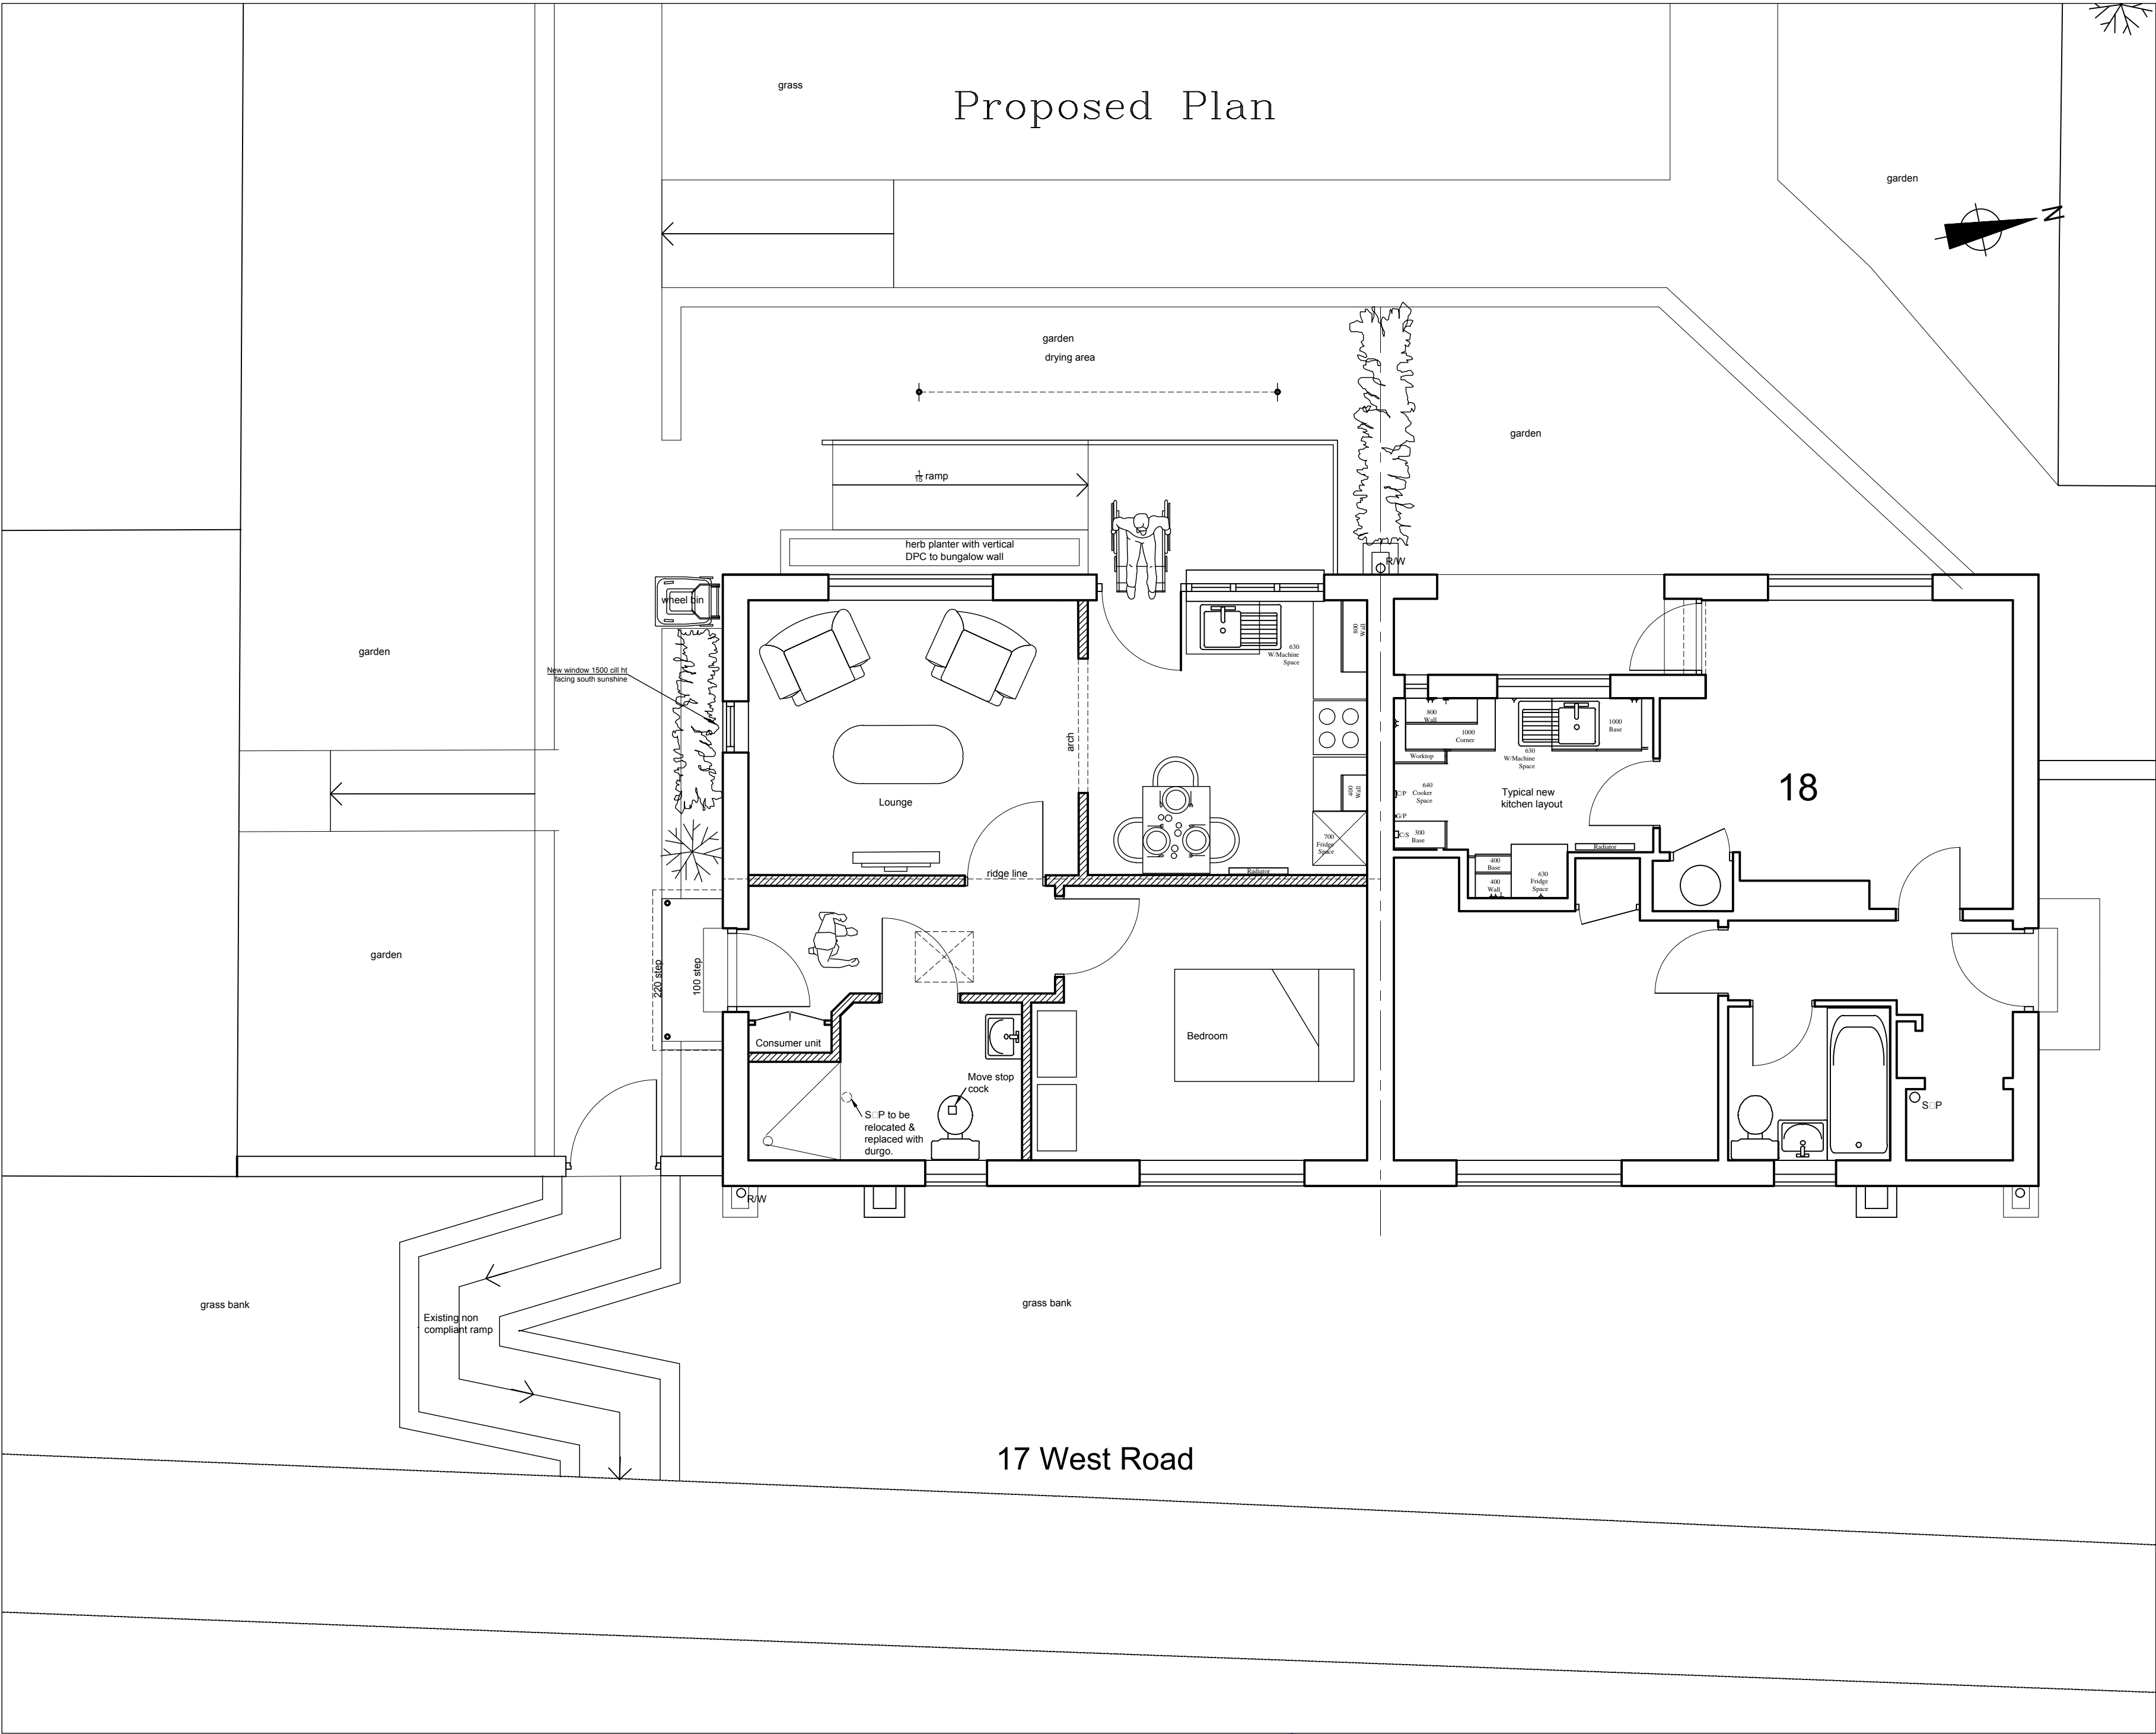 grass
Proposed Plan
garden
N
garden
drying area
garden
1/15 ramp
herb planter with vertical
DPC to bungalow wall
R/W
wheel bin
New window 1500 cill ht
facing south sunshine
garden
630
W/Machine
Space
800
Wall
arch
Lounge
400
Wall
700
Fridge
Space
Radiator
ridge line
800
Wall
1000
Corner
Worktop
1000
Base
630
W/Machine
Space
640
Cooker
Space
C/P
G/P
C/S
300
Base
Typical new
kitchen layout
18
Radiator
400
Base
400
Wall
630
Fridge
Space
garden
220 step
100 step
Consumer unit
Bedroom
Move stop
cock
S□P to be
relocated &
replaced with
durgo.
S□P
R/W
grass bank
grass bank
Existing non
compliant ramp
17 West Road